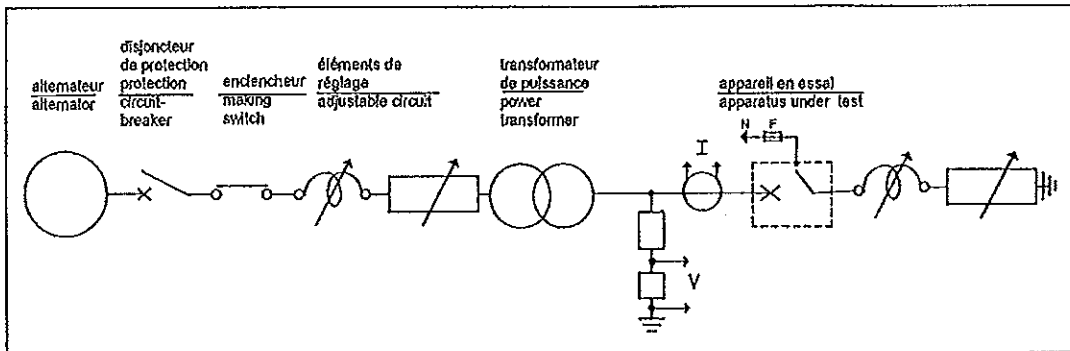 alternateur
alternator
disjoncteur
de protection
protection
circuit-
breaker
enclencheur
making
switch
éléments de
réglage
adjustable circuit
transformateur
de puissance
power
transformer
appareil en essai
apparatus under test
N F
I
V